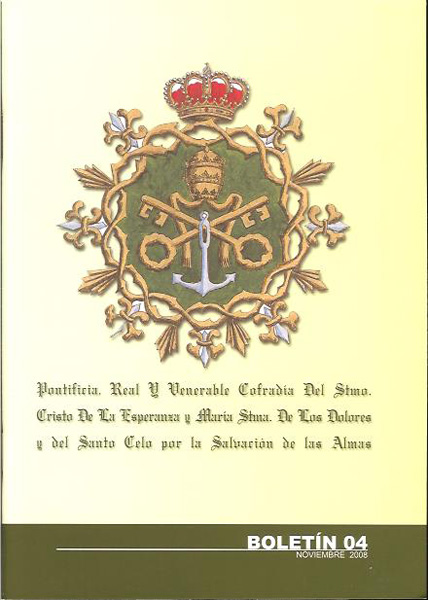 Pontificia. Real Y Venerable Cofradía Del Stmo.
Cristo De La Esperanza y María Stma. De Los Dolores
y del Santo Celo por la Salvación de las Almas
BOLETÍN 04
NOVIEMBRE 2008